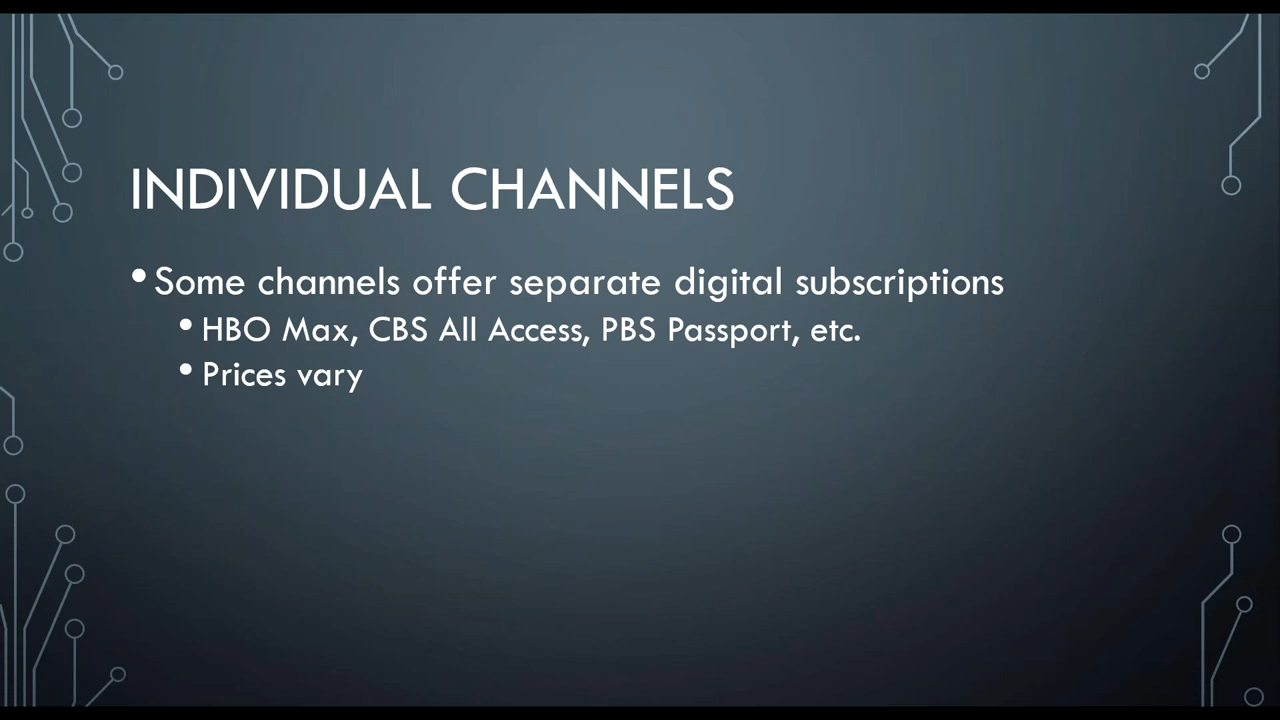 INDIVIDUAL CHANNELS
• Some channels offer separate digital subscriptions
• HBO Max, CBS All Access, PBS Passport, etc.
• Prices vary